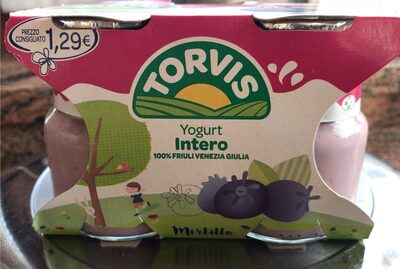 PREZZO
CONSIGLIATO
1,29€
TORVIS
Yogurt
Intero
100% FRIULI VENEZIA GIULIA
Mirtillo